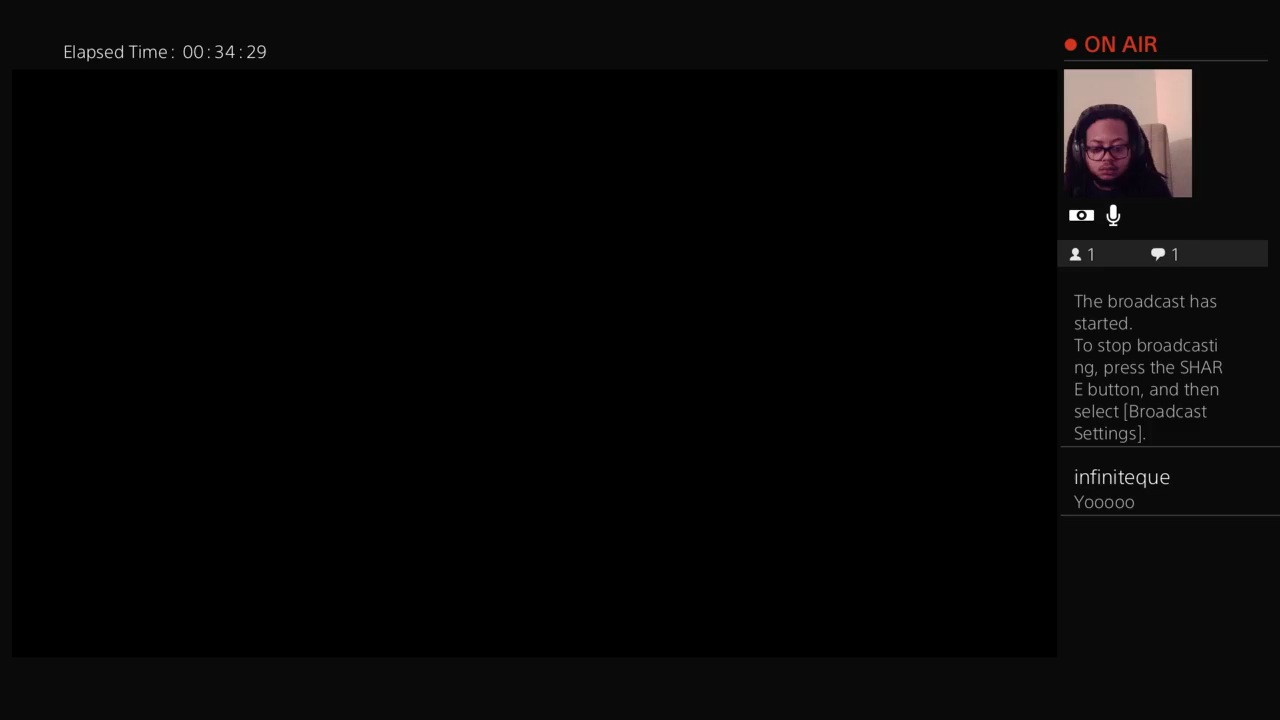 Elapsed Time: 00:34:29
ON AIR
1 1
The broadcast has
started.
To stop broadcasti
ng, press the SHAR
E button, and then
select [Broadcast
Settings].
infiniteque
Yooooo